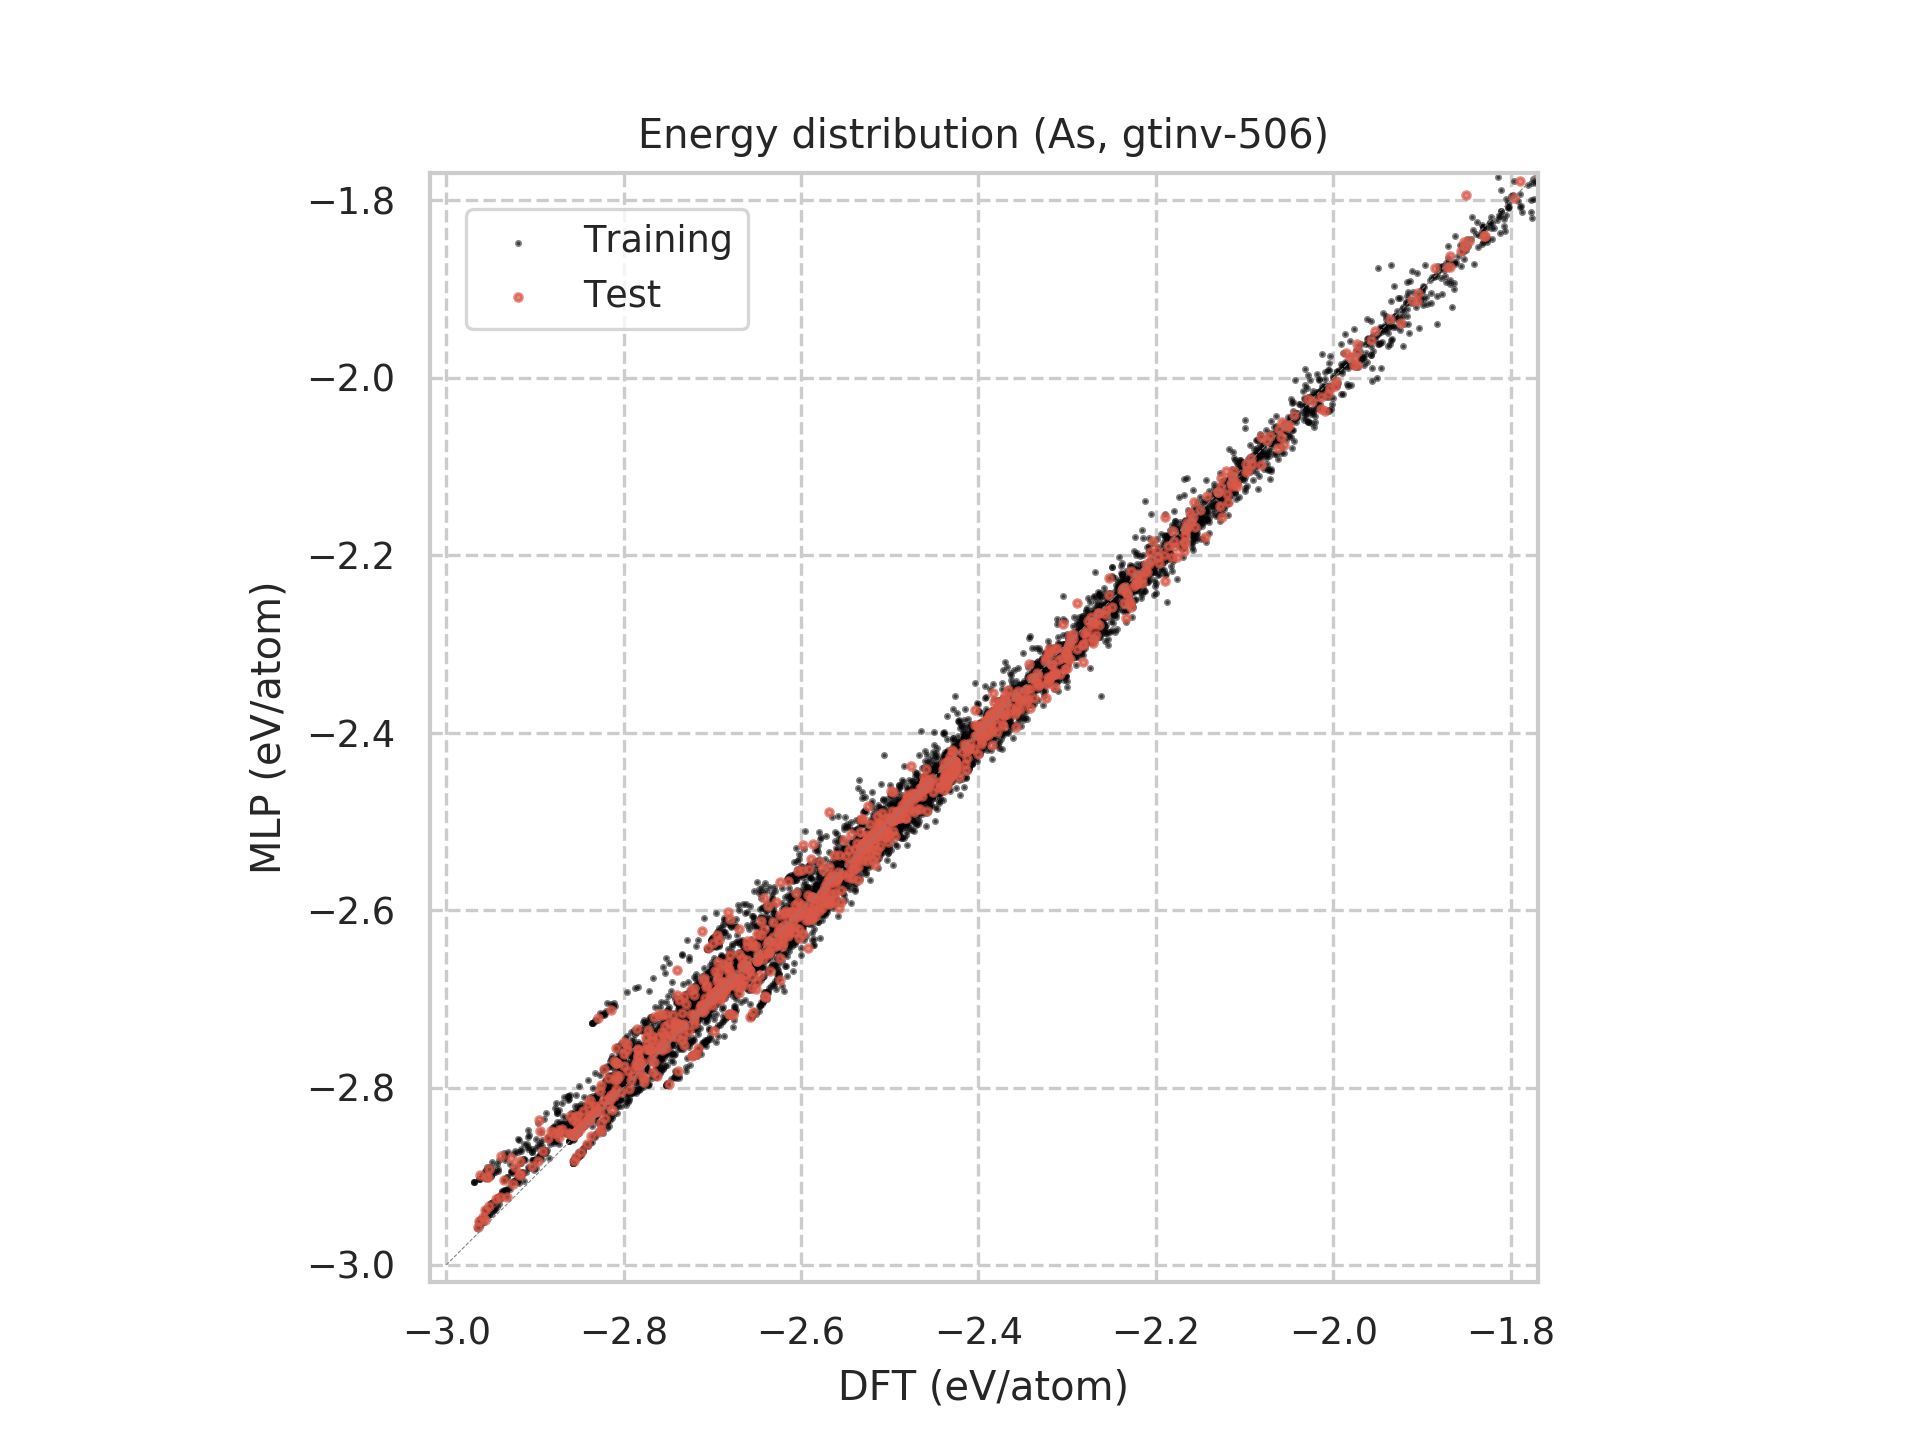 Energy distribution (As, gtinv-506)
Training
Test
MLP (eV/atom)
−1.8
−2.0
−2.2
−2.4
−2.6
−2.8
−3.0
−3.0 −2.8 −2.6 −2.4 −2.2 −2.0 −1.8
DFT (eV/atom)